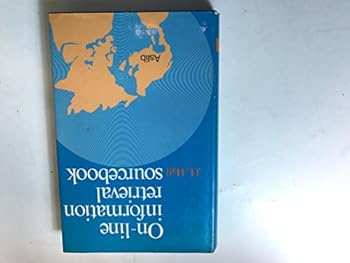 On-line
information
retrieval
sourcebook
J.L. Hall
Aslib